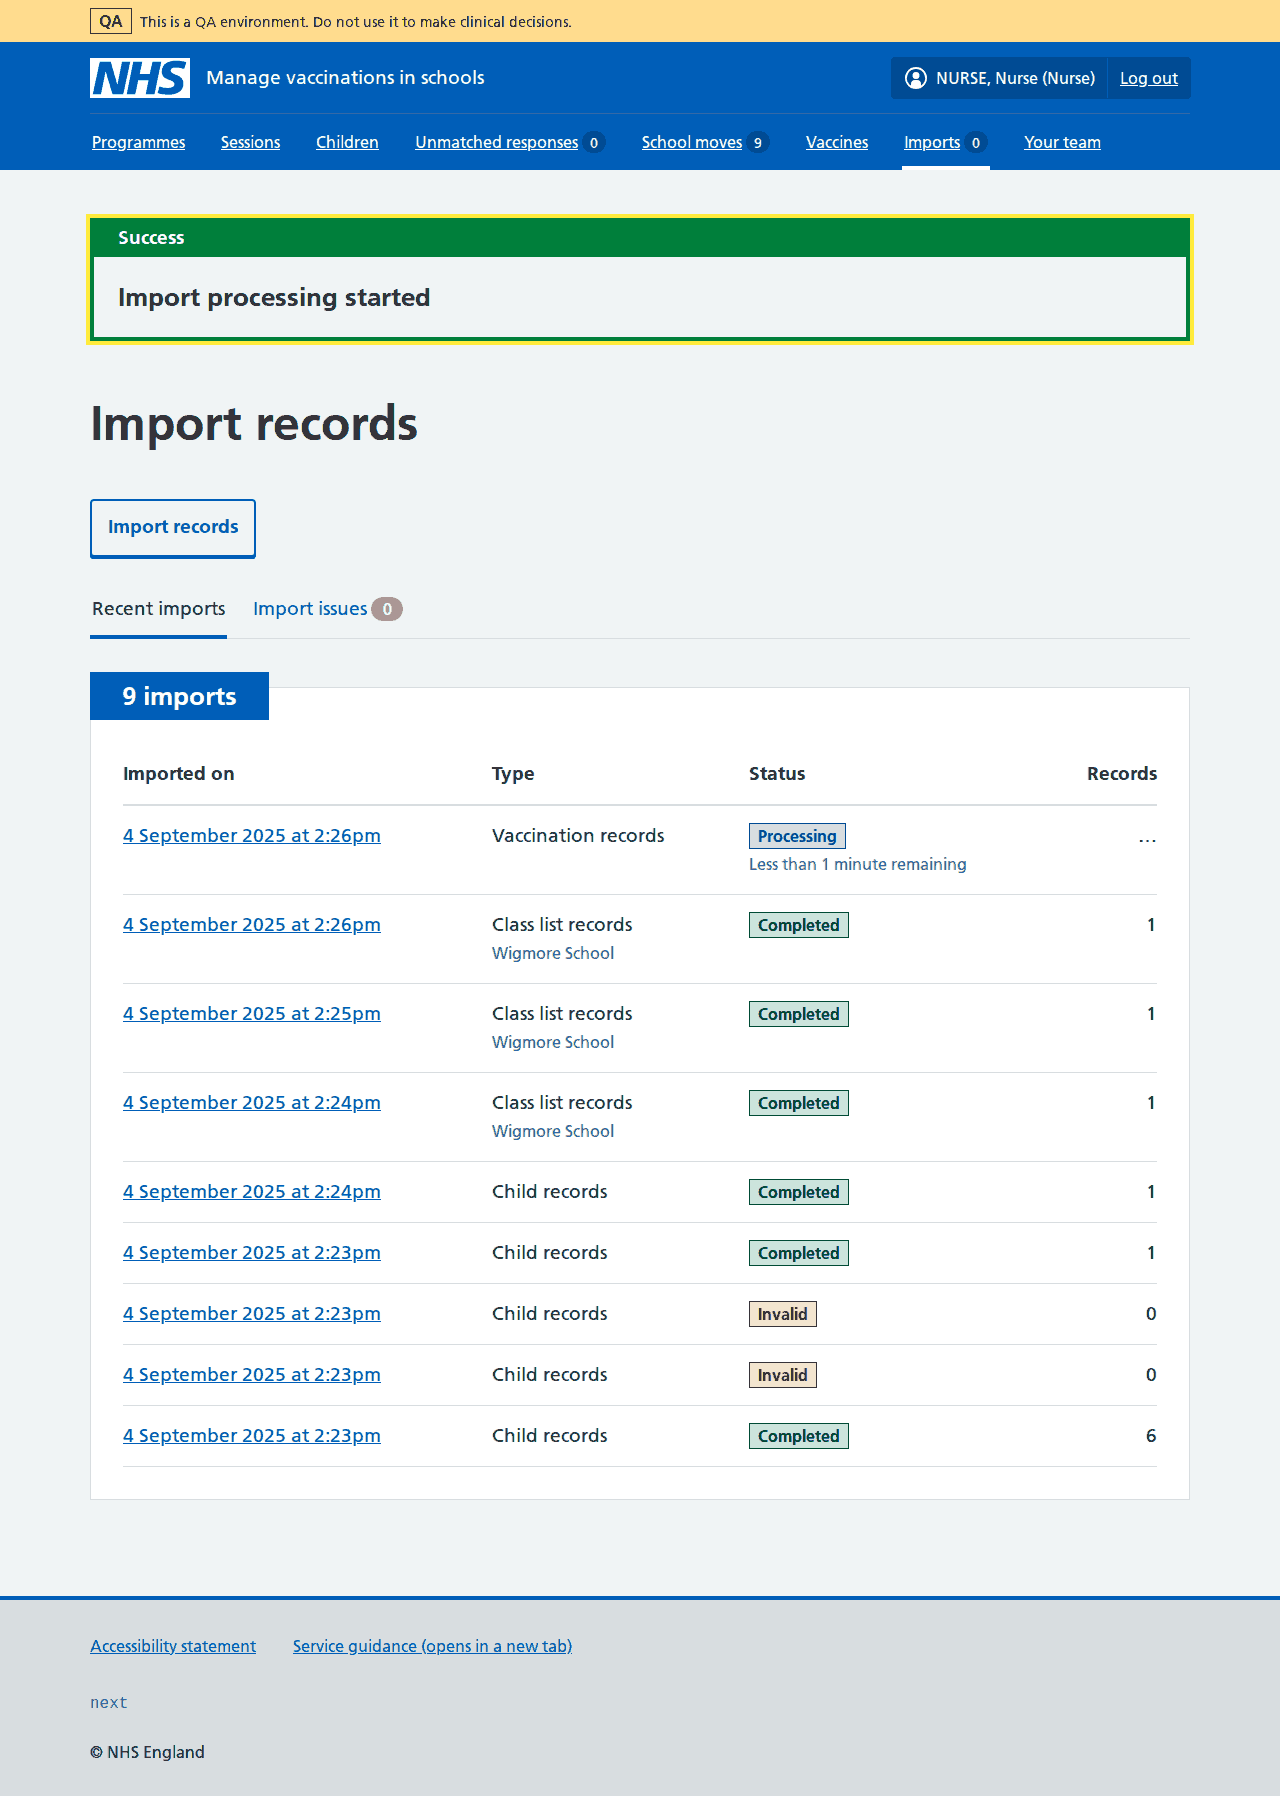 QA This is a QA environment. Do not use it to make clinical decisions.
NHS Manage vaccinations in schools NURSE, Nurse (Nurse) Log out
Programmes Sessions Children Unmatched responses 0 School moves 9 Vaccines Imports 0 Your team
Success
Import processing started
Import records
Import records
Recent imports Import issues 0
9 imports
Imported on Type Status Records
4 September 2025 at 2:26pm Vaccination records Processing …
Less than 1 minute remaining
4 September 2025 at 2:26pm Class list records Completed 1
Wigmore School
4 September 2025 at 2:25pm Class list records Completed 1
Wigmore School
4 September 2025 at 2:24pm Class list records Completed 1
Wigmore School
4 September 2025 at 2:24pm Child records Completed 1
4 September 2025 at 2:23pm Child records Completed 1
4 September 2025 at 2:23pm Child records Invalid 0
4 September 2025 at 2:23pm Child records Invalid 0
4 September 2025 at 2:23pm Child records Completed 6
Accessibility statement Service guidance (opens in a new tab)
next
© NHS England